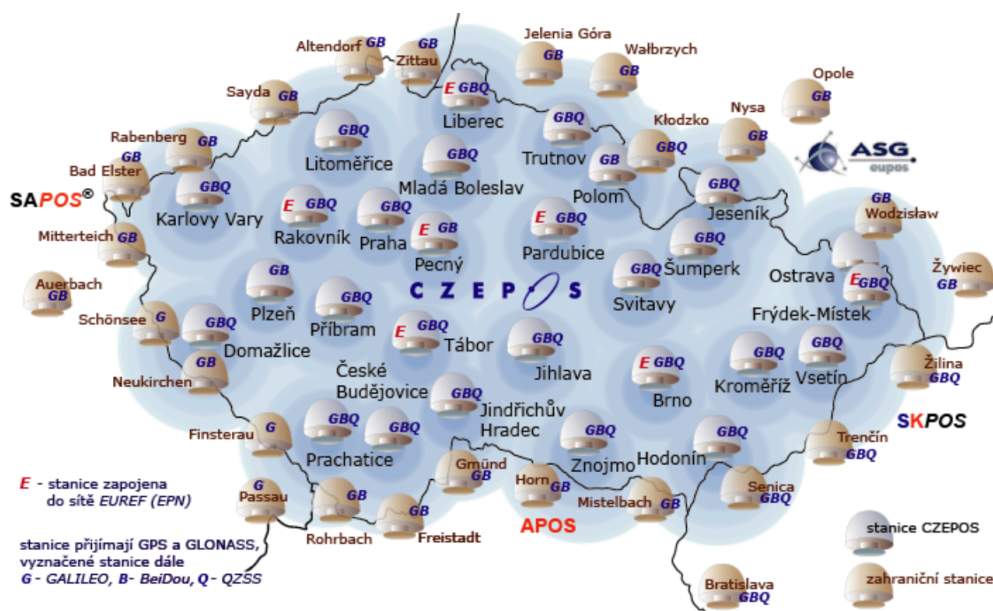 Altendorf GB
Zittau GB
Jelenia Góra GB
Wałbrzych GB
Opole GB
Sayda GB
E GBQ
Liberec
Kłodzko GBQ
Nysa GB
ASG
eupos
Rabenberg GB
GBQ
Litoměřice
GBQ
Mladá Boleslav
GBQ
Trutnov
GB
Polom
Bad Elster GB
SAPOS®
GBQ
Karlovy Vary
E GBQ
Rakovník
GBQ
Praha
E GB
Pecný
E GBQ
Pardubice
GBQ
Jeseník
GB
Wodzisław
Mitterteich GB
GBQ
Šumperk
Ostrava
E GBQ
Frýdek-Místek
Żywiec
GB
Auerbach
GB
GB
Plzeň
GBQ
Příbram
CZEPOS
GBQ
Svitavy
Schönsee G
GBQ
Domažlice
E GBQ
Tábor
GBQ
Jihlava
E GBQ
Brno
GBQ
Kroměříž
GBQ
Vsetín
Žilina
GBQ
Neukirchen GB
České
Budějovice
GBQ
Jindřichův
Hradec
SKPOS
Finsterau G
GBQ
Prachatice
GBQ
GBQ
Znojmo
GBQ
Hodonín
Trenčín
GBQ
E - stanice zapojena
do sítě EUREF (EPN)
G
Passau
GB
Rohrbach
GB
Freistadt
Gmünd
GB
Horn
GB
APOS
Mistelbach GB
Senica
GBQ
stanice CZEPOS
stanice přijímají GPS a GLONASS,
vyznačené stanice dále
G - GALILEO, B- BeiDou, Q- QZSS
Bratislava
GBQ
zahraniční stanice